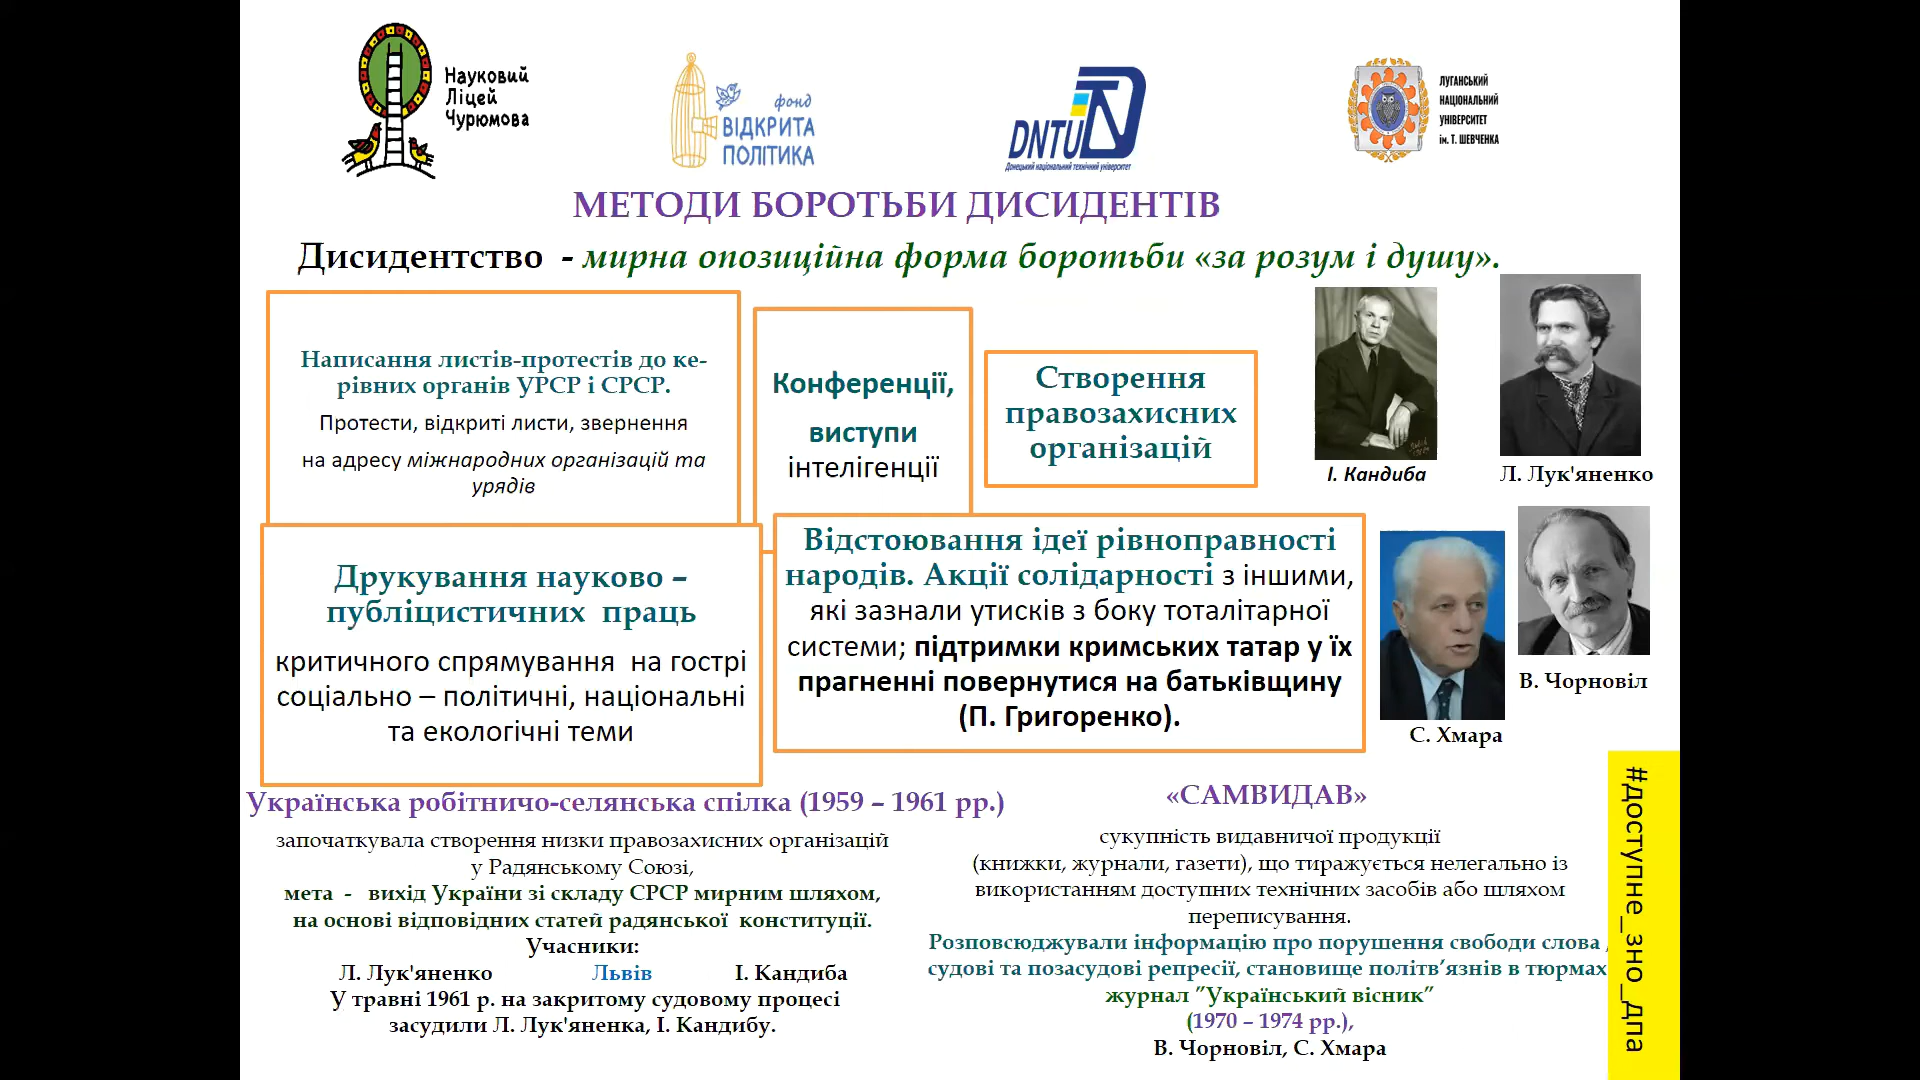 Науковий
Ліцей
Чурюмова
фонд
ВІДКРИТА
ПОЛІТИКА
DNTU
Донецький національний технічний університет
ЛУГАНСЬКИЙ
НАЦІОНАЛЬНИЙ
УНІВЕРСИТЕТ
ім. Т. ШЕВЧЕНКА
МЕТОДИ БОРОТЬБИ ДИСИДЕНТІВ
Дисидентство - мирна опозиційна форма боротьби «за розум і душу».
Написання листів-протестів до ке-
рівних органів УРСР і СРСР.
Протести, відкриті листи, звернення
на адресу міжнародних організацій та
урядів
Конференції,
виступи
інтелігенції
Створення
правозахисних
організацій
І. Кандиба
Л. Лук'яненко
Друкування науково –
публіцистичних праць
критичного спрямування на гострі
соціально – політичні, національні
та екологічні теми
Відстоювання ідеї рівноправності
народів. Акції солідарності з іншими,
які зазнали утисків з боку тоталітарної
системи; підтримки кримських татар у їх
прагненні повернутися на батьківщину
(П. Григоренко).
С. Хмара
В. Чорновіл
Українська робітничо-селянська спілка (1959 – 1961 рр.)
започаткувала створення низки правозахисних організацій
у Радянському Союзі,
мета - вихід України зі складу СРСР мирним шляхом,
на основі відповідних статей радянської конституції.
Учасники:
Л. Лук'яненко Львів І. Кандиба
У травні 1961 р. на закритому судовому процесі
засудили Л. Лук'яненка, І. Кандибу.
«САМВИДАВ»
сукупність видавничої продукції
(книжки, журнали, газети), що тиражується нелегально із
використанням доступних технічних засобів або шляхом
переписування.
Розповсюджували інформацію про порушення свободи слова ,
судові та позасудові репресії, становище політв’язнів в тюрмах
журнал ″Український вісник″
(1970 – 1974 рр.),
В. Чорновіл, С. Хмара
#доступне_зно_дпа